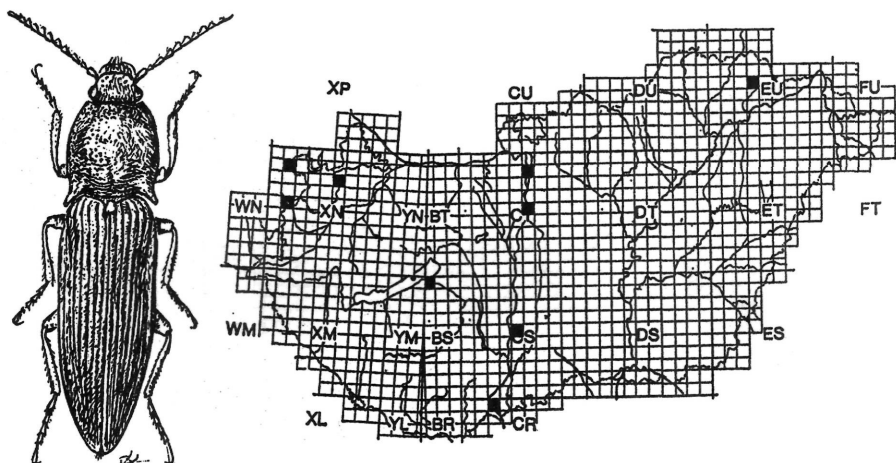 XP CU DU EU FU
WN XN YN BT CT DT ET FT
WM XM YM BS CS DS ES
XL YL BR CR